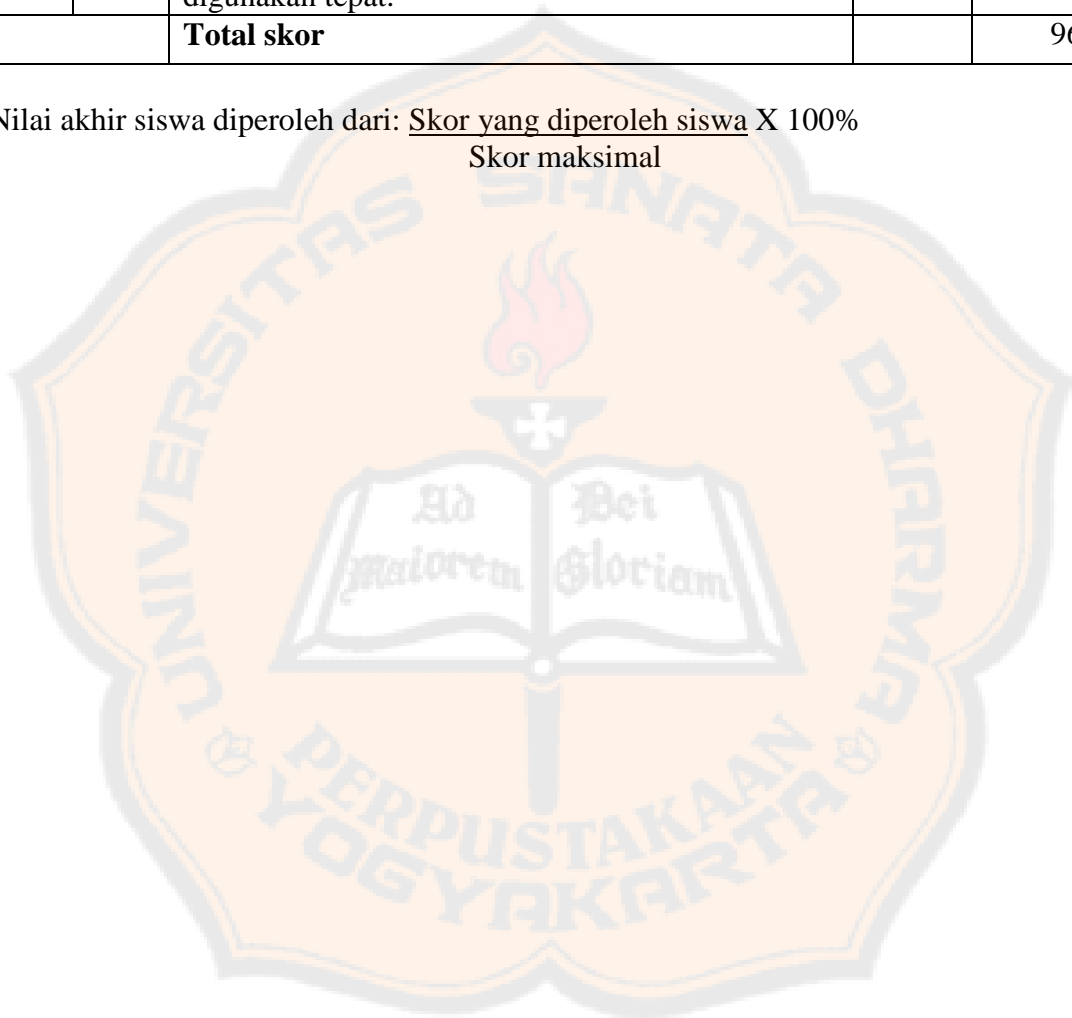 digunakan tepat.
Total skor 96
Nilai akhir siswa diperoleh dari: Skor yang diperoleh siswa X 100%
Skor maksimal
UNIVERSITAS SANATA DHARMA
Ad Dei
Maiorem Gloriam
PERPUSTAKAAN
YOGYAKARTA